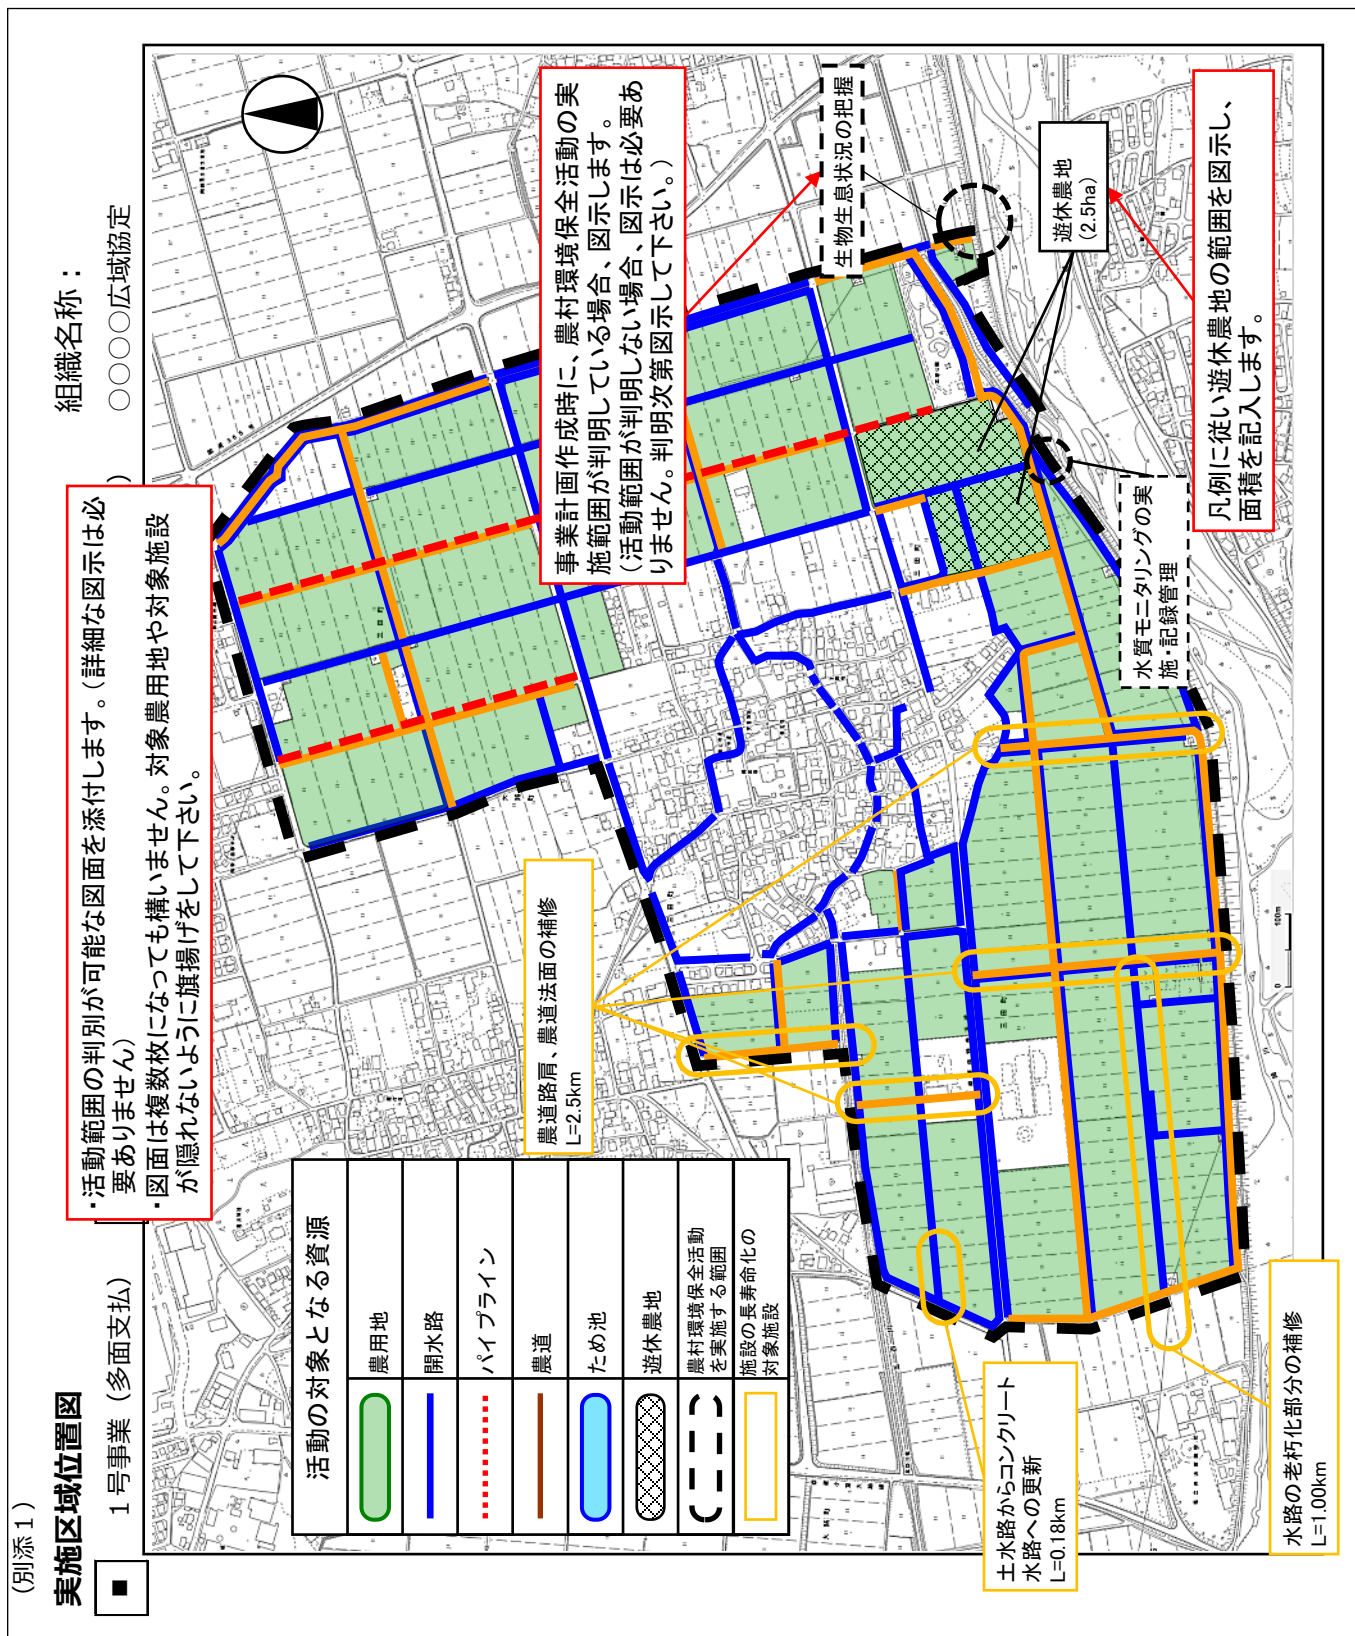 （別添１）
実施区域位置図
■
１号事業（多面支払）
組織名称：
○○○○広域協定
・活動範囲の判別が可能な図面を添付します。（詳細な図示は必
要ありません）
・図面は複数枚になっても構いません。対象農用地や対象施設
が隠れないように旗揚げをして下さい。
）
事業計画作成時に、農村環境保全活動の実
施範囲が判明している場合、図示します。
（活動範囲が判明しない場合、図示は必要あ
りません。判明次第図示して下さい。）
生物生息状況の把握
遊休農地
（2.5ha）
凡例に従い遊休農地の範囲を図示し、
面積を記入します。
水質モニタリングの実
施・記録管理
農道路肩、農道法面の補修
L=2.5km
活動の対象となる資源
農用地
開水路
パイプライン
農道
ため池
遊休農地
農村環境保全活動
を実施する範囲
施設の長寿命化の
対象施設
土水路からコンクリート
水路への更新
L=0.18km
水路の老朽化部分の補修
L=1.00km
0
100m